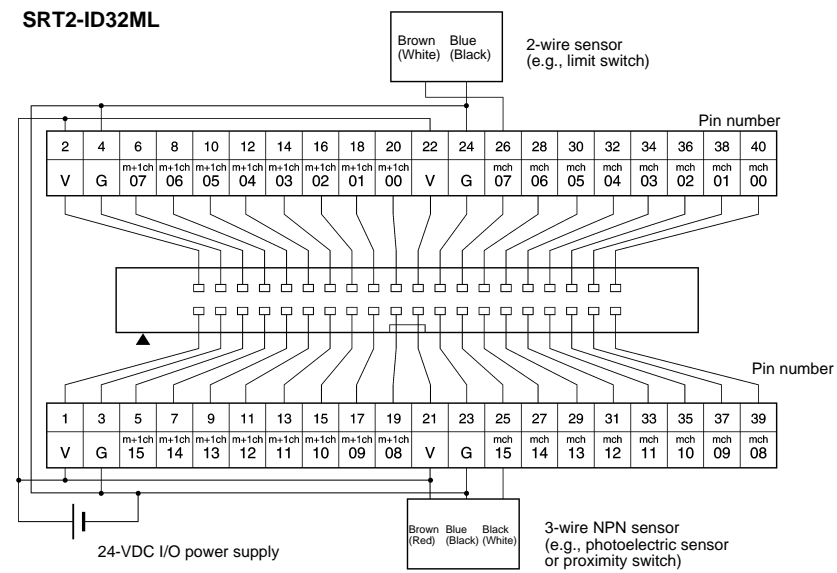 SRT2-ID32ML
Brown Blue
(White) (Black)
2-wire sensor
(e.g., limit switch)
Pin number
2 4 6 8 10 12 14 16 18 20 22 24 26 28 30 32 34 36 38 40
m+1ch m+1ch m+1ch m+1ch m+1ch m+1ch m+1ch m+1ch mch mch mch mch mch mch mch mch
V G 07 06 05 04 03 02 01 00 V G 07 06 05 04 03 02 01 00
Pin number
1 3 5 7 9 11 13 15 17 19 21 23 25 27 29 31 33 35 37 39
m+1ch m+1ch m+1ch m+1ch m+1ch m+1ch m+1ch m+1ch mch mch mch mch mch mch mch mch
V G 15 14 13 12 11 10 09 08 V G 15 14 13 12 11 10 09 08
Brown Blue Black
(Red) (Black) (White)
3-wire NPN sensor
(e.g., photoelectric sensor
or proximity switch)
24-VDC I/O power supply